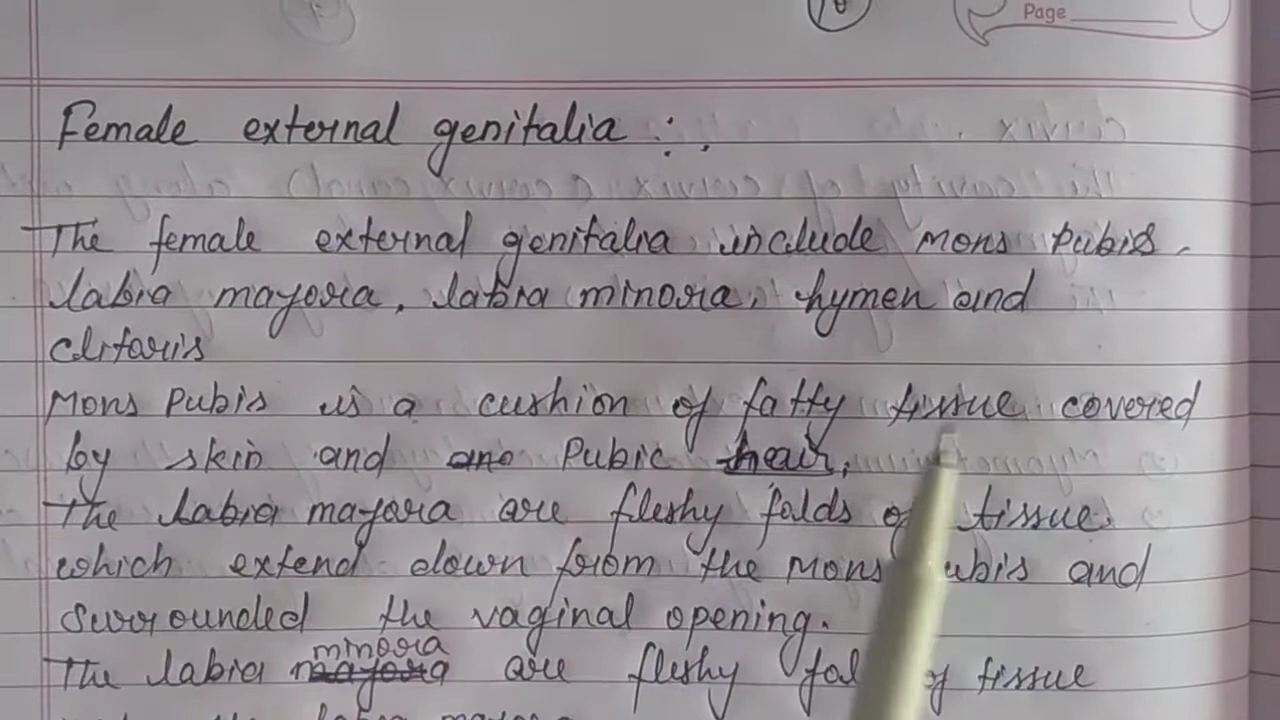 Page
Female external genitalia :.
The female external genitalia include mons pubis.
labia majora, labia minora, hymen and
clitoris
Mons Pubis is a cushion of fatty tissue covered
by skin and Pubic hair,
The labia majora are fleshy folds of tissue.
which extend down from the Mons ubis and
surrounded the vaginal opening.
The labia minora are fleshy fol of tissue